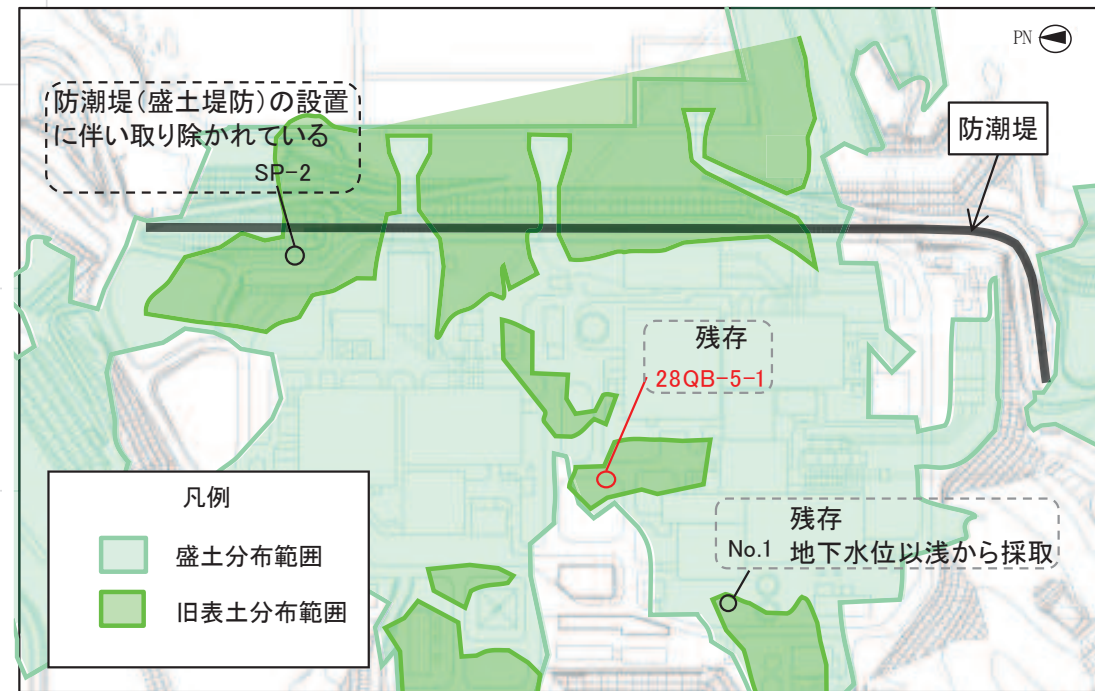 PN
防潮堤(盛土堤防)の設置
に伴い取り除かれている
SP-2
防潮堤
残存
28QB-5-1
残存
No.1 地下水位以浅から採取
凡例
盛土分布範囲
旧表土分布範囲